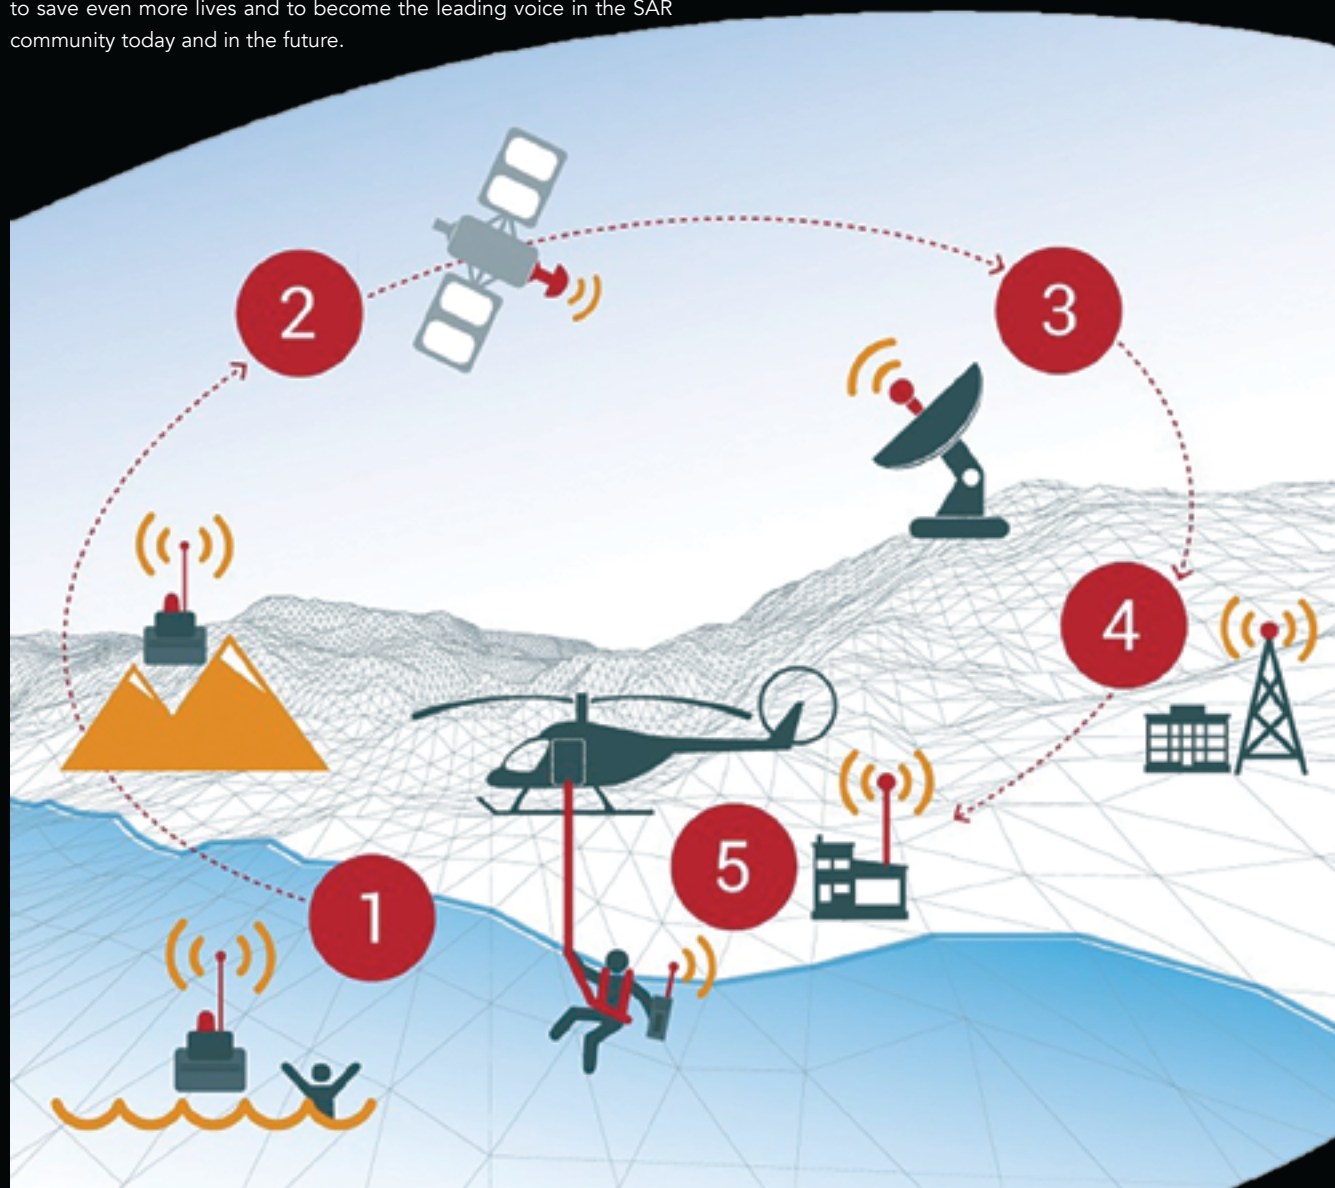 to save even more lives and to become the leading voice in the SAR
community today and in the future.
2
3
4
5
1